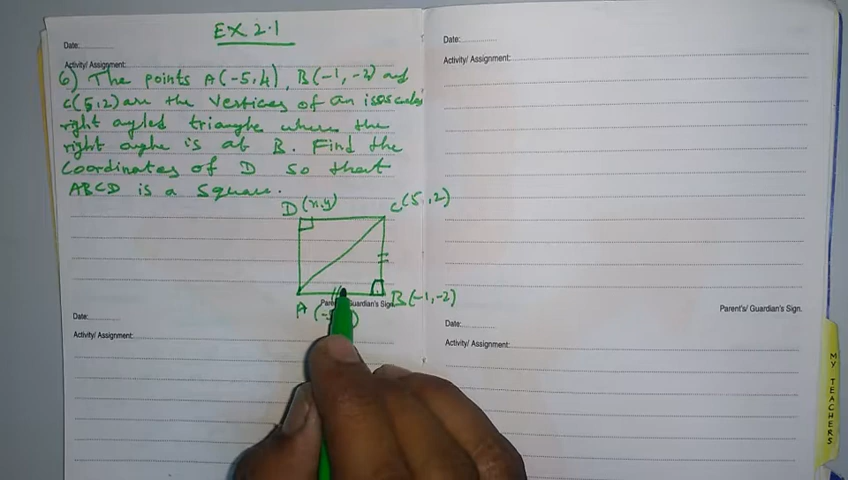 EX 2.1
Date:
Activity/ Assignment:
6) The points A(-5,4), B(-1,-2) and
C(5,2) are the vertices of an isosceles
right angled triangle where the
right angle is at B. Find the
Coordinates of D so that
ABCD is a Square.
D (x,y)
C(5,2)
B(-1,-2)
A
Date:
Activity/ Assignment:
Date:
Activity/ Assignment:
Parent's/ Guardian's Sign.
Date:
Activity/ Assignment:
MY TEACHERS